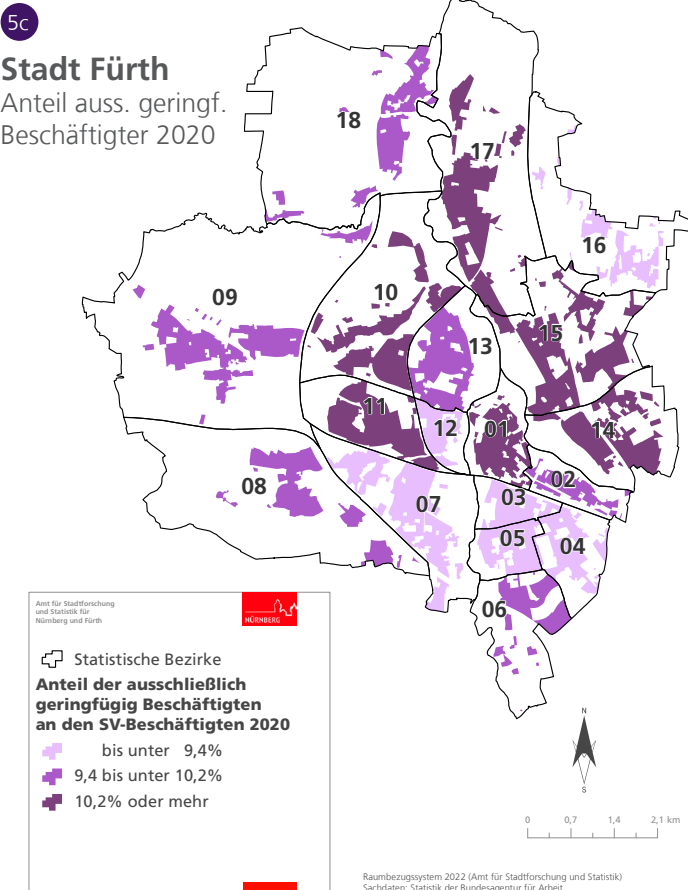 5c
Stadt Fürth
Anteil auss. geringf.
Beschäftigter 2020
18
17
16
09
10
15
13
11
12
01
14
08
07
03
02
05
04
06
Amt für Stadtforschung
und Statistik für
Nürnberg und Fürth
NÜRNBERG
Statistische Bezirke
Anteil der ausschließlich
geringfügig Beschäftigten
an den SV-Beschäftigten 2020
bis unter 9,4%
9,4 bis unter 10,2%
10,2% oder mehr
N
S
0 0,7 1,4 2,1 km
Raumbezugssystem 2022 (Amt für Stadtforschung und Statistik)
Sachdaten: Statistik der Bundesagentur für Arbeit